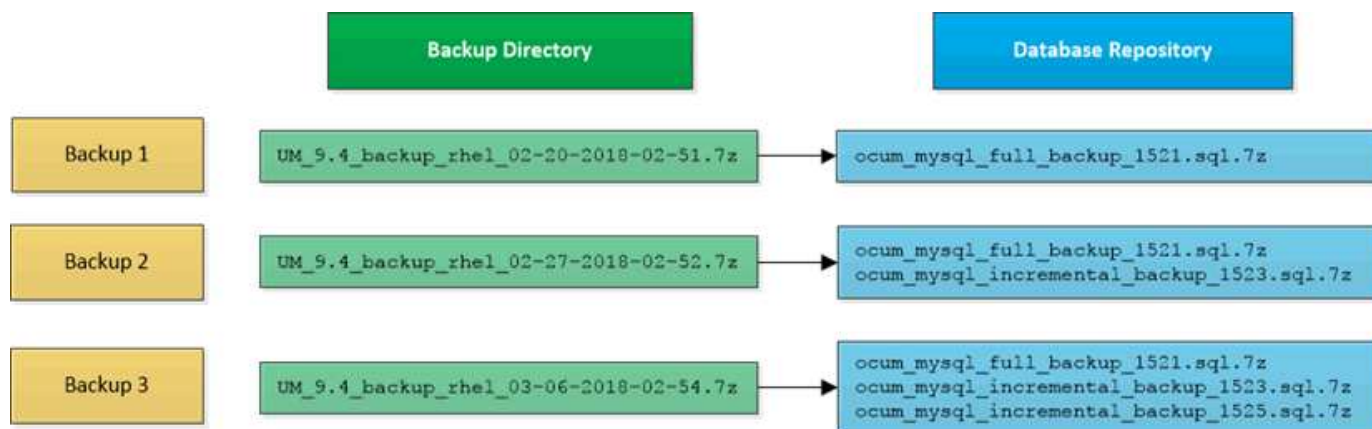 Backup Directory
Database Repository
Backup 1
UM_9.4_backup_rhel_02-20-2018-02-51.7z
ocum_mysql_full_backup_1521.sql.7z
Backup 2
UM_9.4_backup_rhel_02-27-2018-02-52.7z
ocum_mysql_full_backup_1521.sql.7z
ocum_mysql_incremental_backup_1523.sql.7z
Backup 3
UM_9.4_backup_rhel_03-06-2018-02-54.7z
ocum_mysql_full_backup_1521.sql.7z
ocum_mysql_incremental_backup_1523.sql.7z
ocum_mysql_incremental_backup_1525.sql.7z